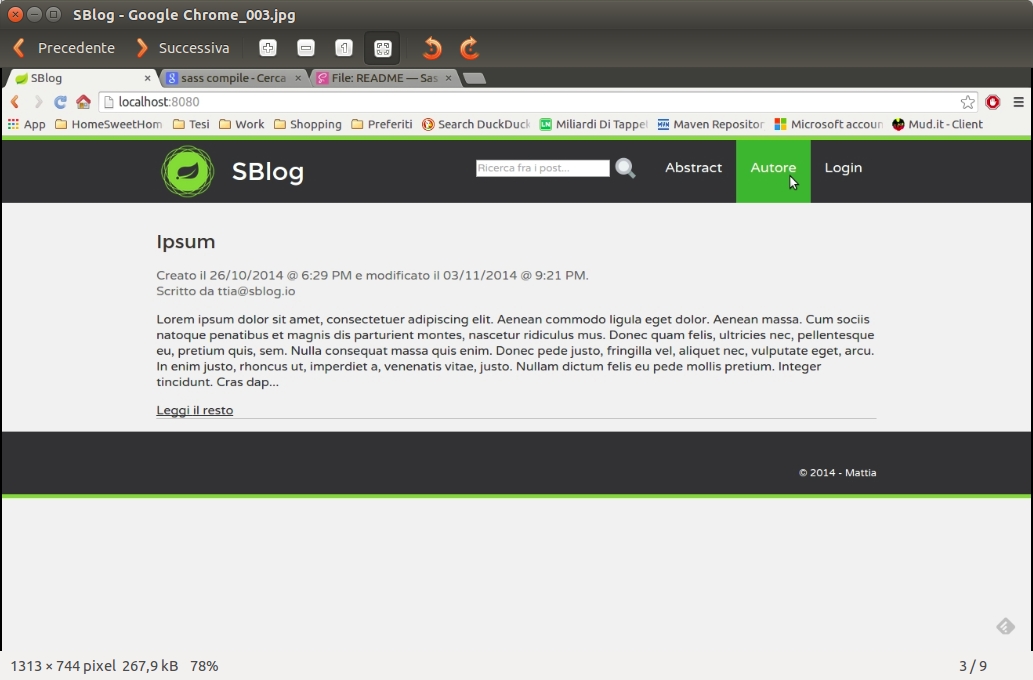 SBlog - Google Chrome_003.jpg
Precedente Successiva
SBlog sass compile - Cerca File: README — Sas
localhost:8080
App HomeSweetHom Tesi Work Shopping Preferiti Search DuckDuck Miliardi Di Tappe Maven Repositor Microsoft accoun Mud.it - Client
SBlog Ricerca fra i post... Abstract Autore Login
Ipsum
Creato il 26/10/2014 @ 6:29 PM e modificato il 03/11/2014 @ 9:21 PM.
Scritto da ttia@sblog.io
Lorem ipsum dolor sit amet, consectetuer adipiscing elit. Aenean commodo ligula eget dolor. Aenean massa. Cum sociis
natoque penatibus et magnis dis parturient montes, nascetur ridiculus mus. Donec quam felis, ultricies nec, pellentesque
eu, pretium quis, sem. Nulla consequat massa quis enim. Donec pede justo, fringilla vel, aliquet nec, vulputate eget, arcu.
In enim justo, rhoncus ut, imperdiet a, venenatis vitae, justo. Nullam dictum felis eu pede mollis pretium. Integer
tincidunt. Cras dap...
Leggi il resto
© 2014 - Mattia
1313 × 744 pixel 267,9 kB 78% 3 / 9